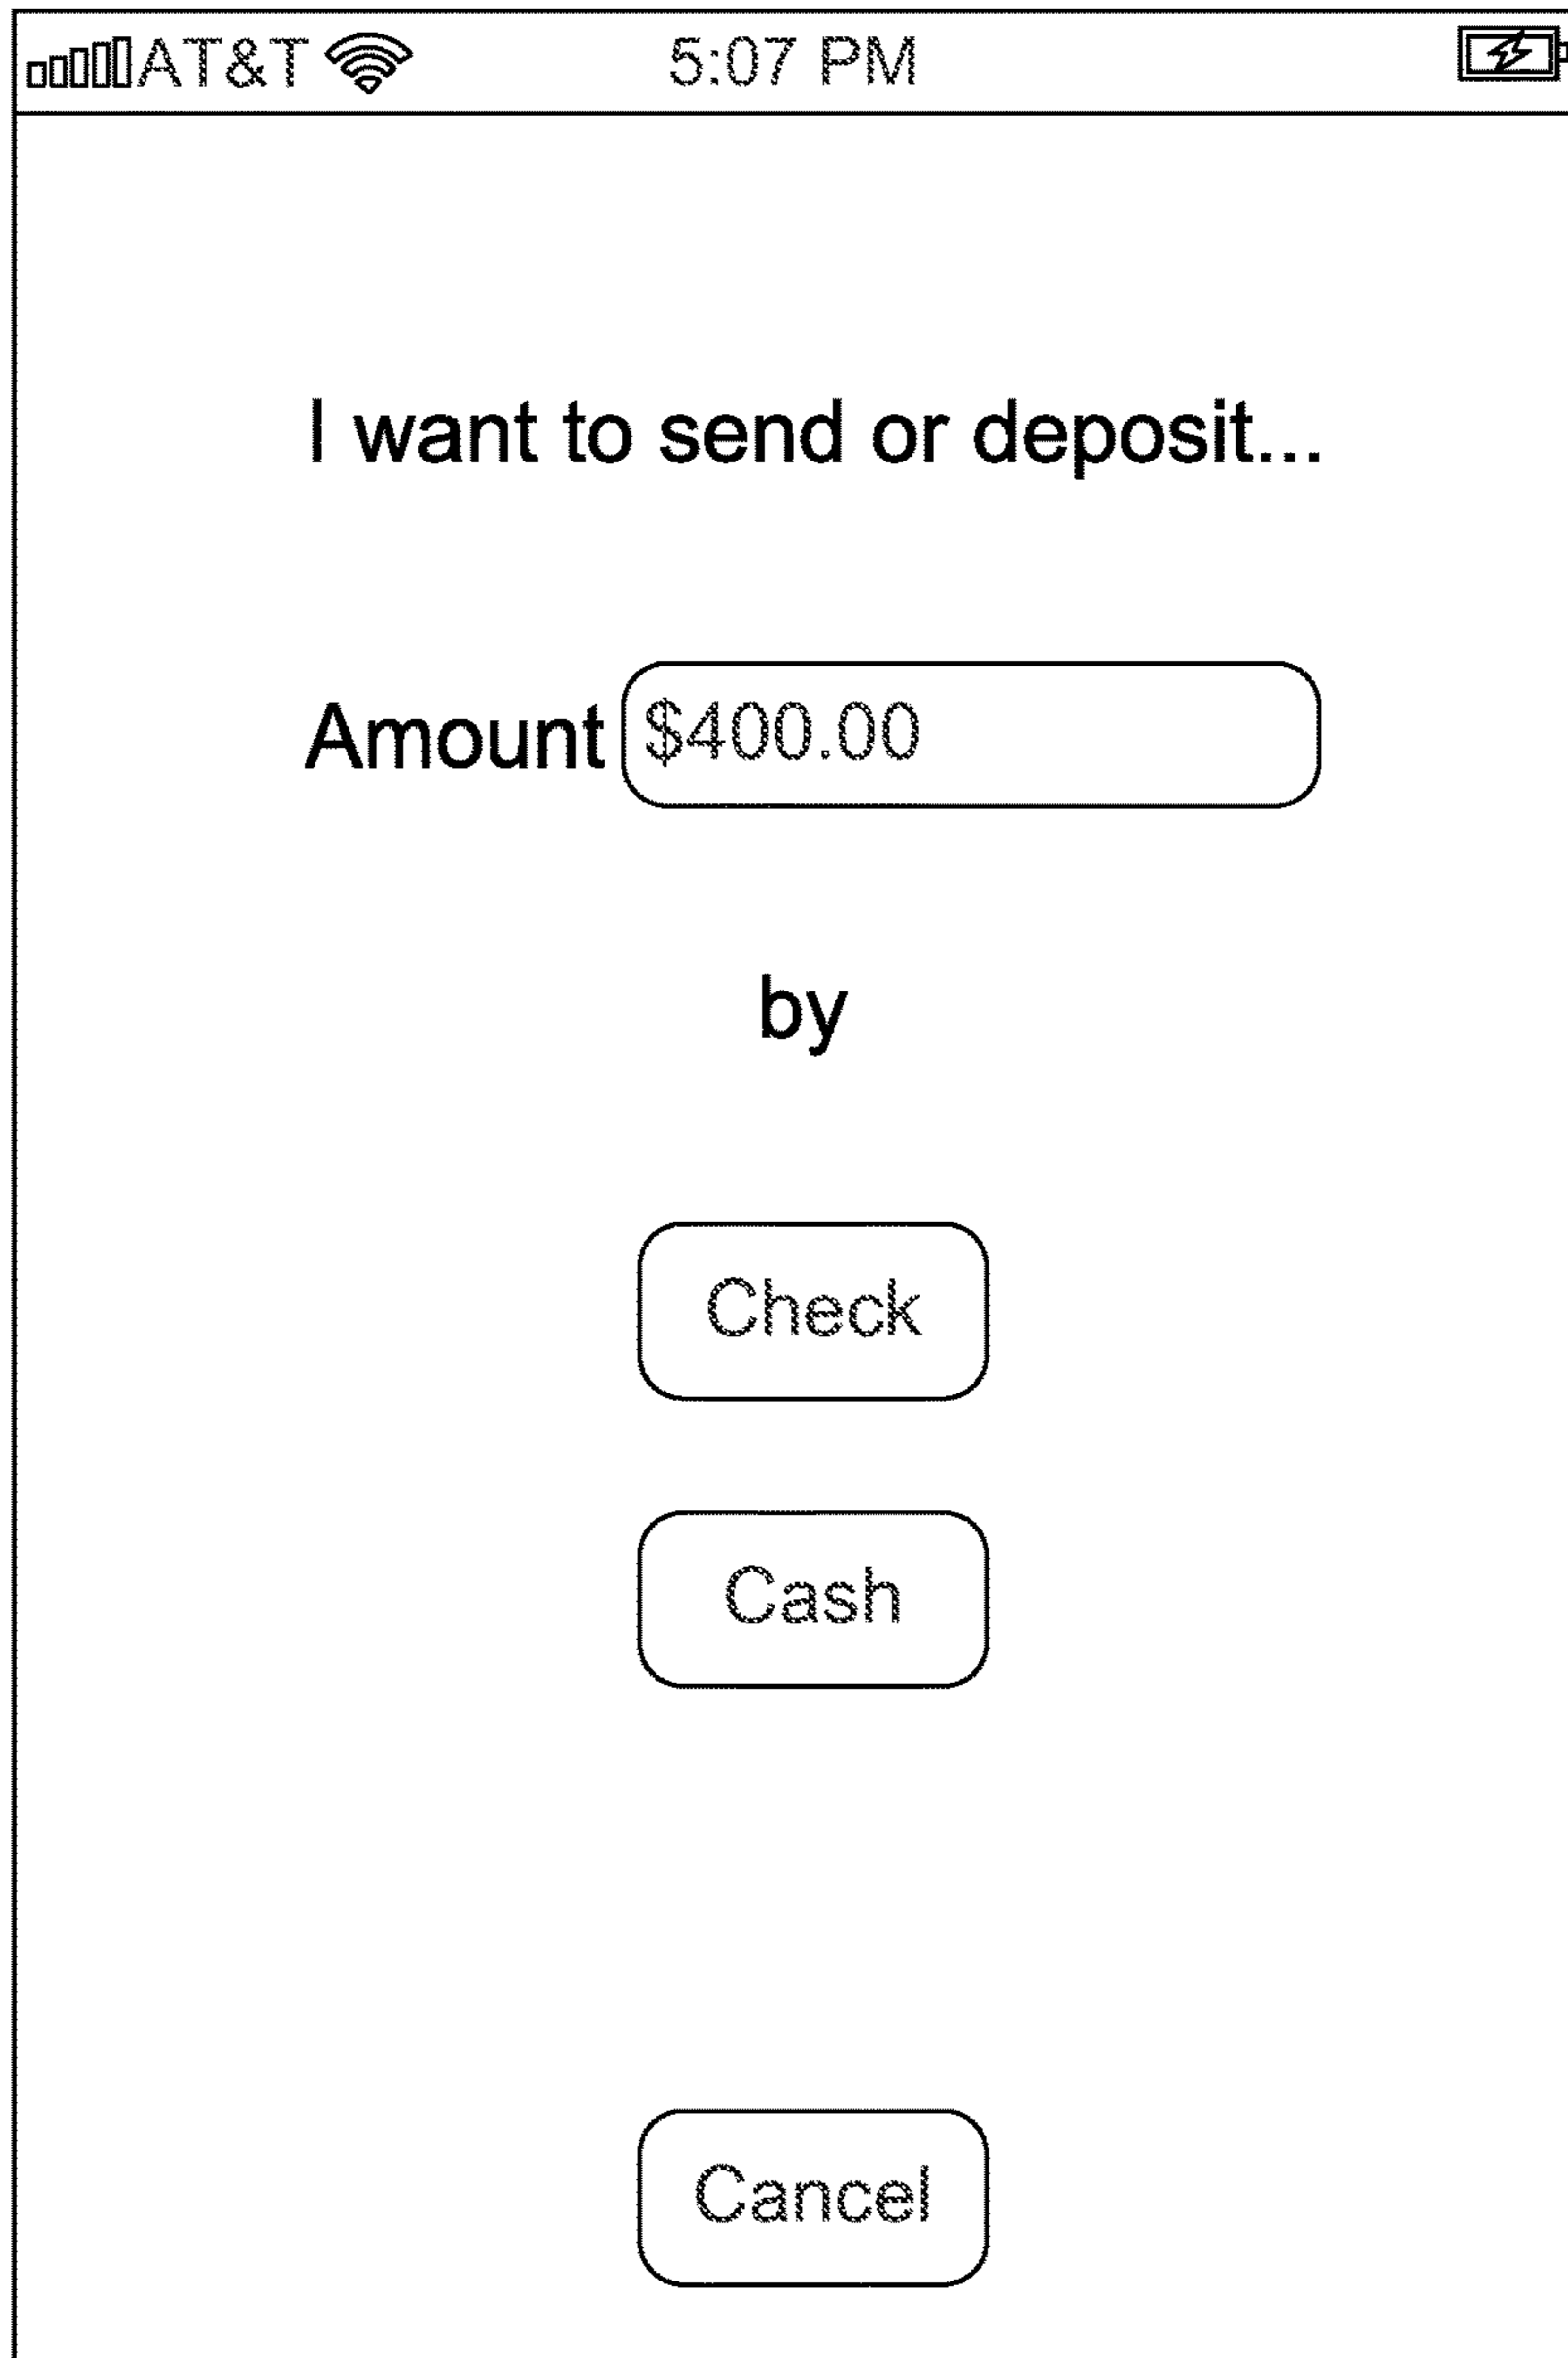 AT&T 5:07 PM
I want to send or deposit...
Amount $400.00
by
Check
Cash
Cancel